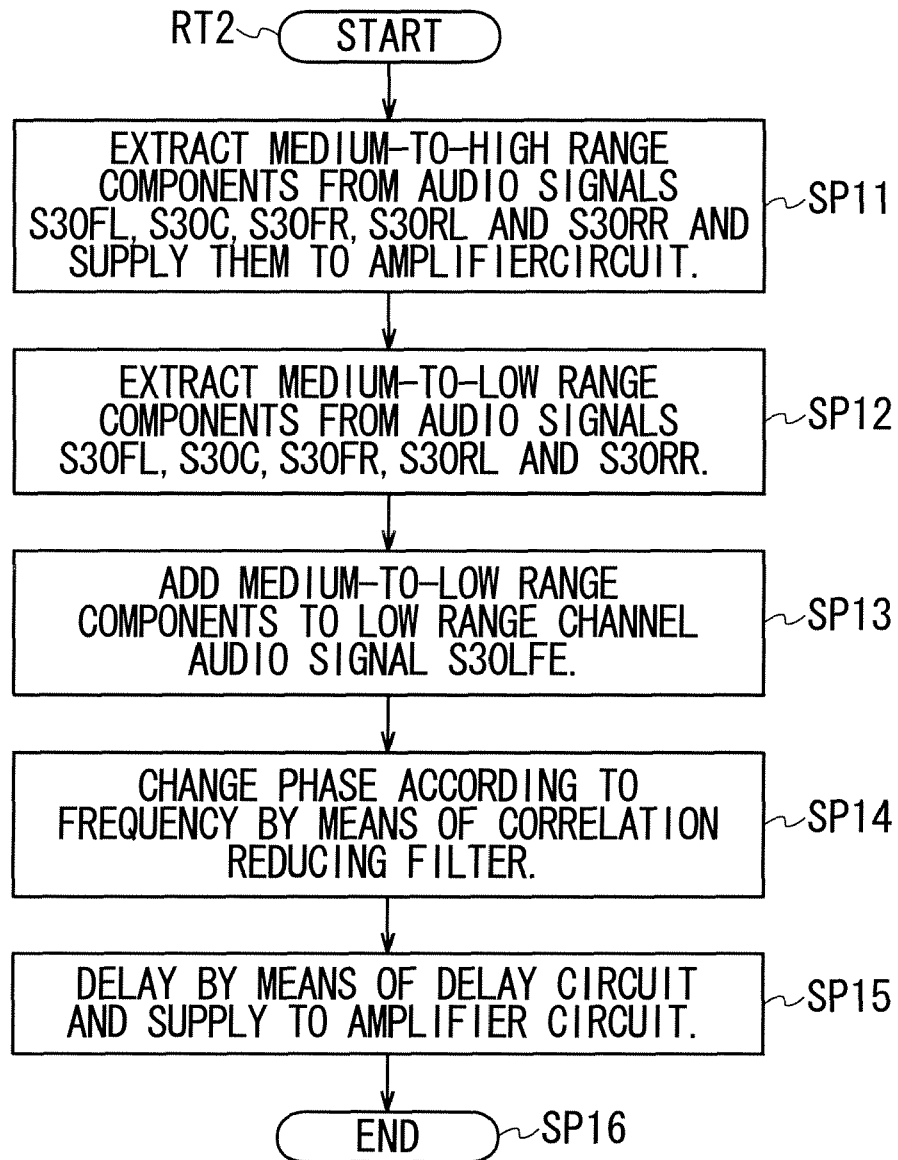 RT2
START
EXTRACT MEDIUM-TO-HIGH RANGE
COMPONENTS FROM AUDIO SIGNALS
S30FL, S30C, S30FR, S30RL AND S30RR AND
SUPPLY THEM TO AMPLIFIERCIRCUIT.
SP11
EXTRACT MEDIUM-TO-LOW RANGE
COMPONENTS FROM AUDIO SIGNALS
S30FL, S30C, S30FR, S30RL AND S30RR.
SP12
ADD MEDIUM-TO-LOW RANGE
COMPONENTS TO LOW RANGE CHANNEL
AUDIO SIGNAL S30LFE.
SP13
CHANGE PHASE ACCORDING TO
FREQUENCY BY MEANS OF CORRELATION
REDUCING FILTER.
SP14
DELAY BY MEANS OF DELAY CIRCUIT
AND SUPPLY TO AMPLIFIER CIRCUIT.
SP15
END
SP16